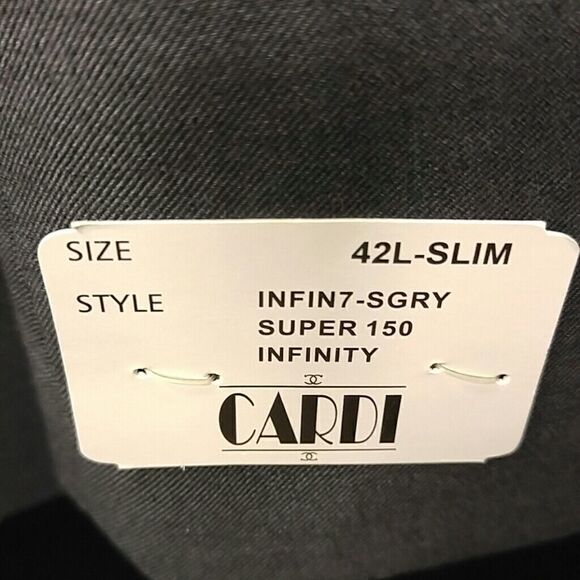 SIZE 42L-SLIM
STYLE INFIN7-SGRY
SUPER 150
INFINITY
CARDI